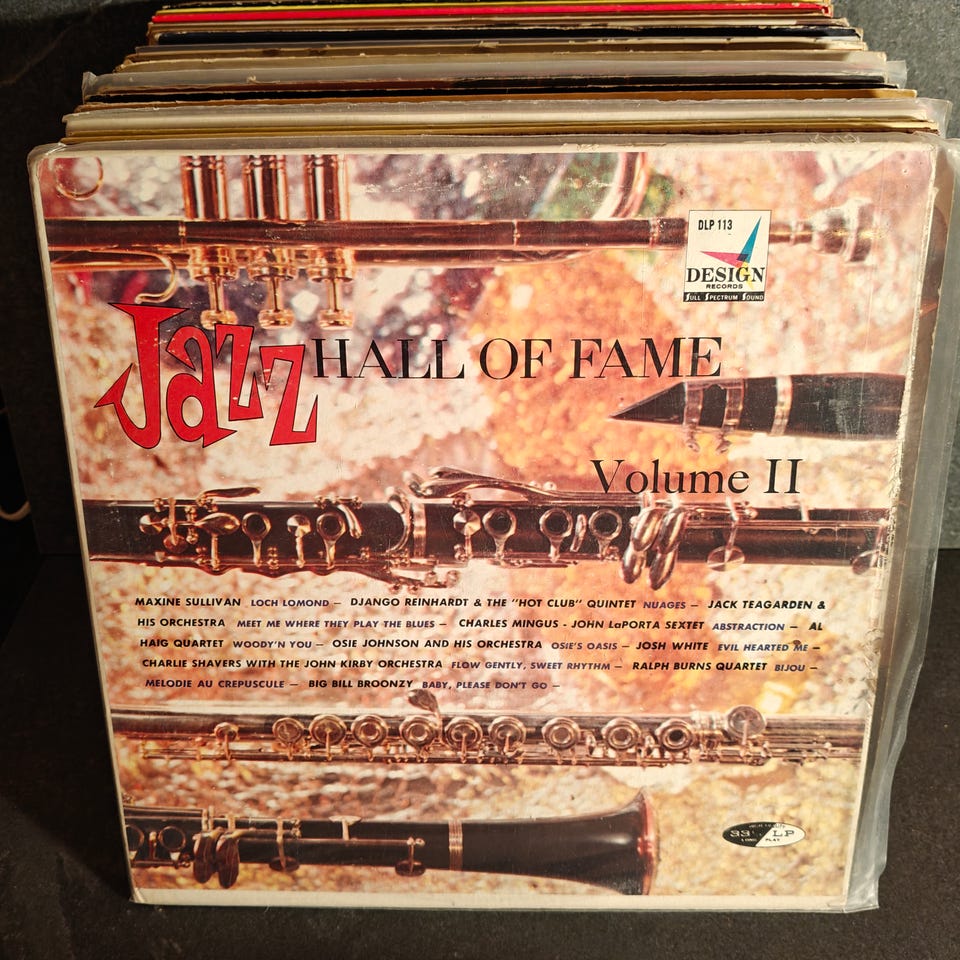 DLP 113
DESIGN
RECORDS
FULL SPECTRUM SOUND
Jazz HALL OF FAME
Volume II
MAXINE SULLIVAN LOCH LOMOND – DJANGO REINHARDT & THE "HOT CLUB" QUINTET NUAGES – JACK TEAGARDEN &
HIS ORCHESTRA MEET ME WHERE THEY PLAY THE BLUES – CHARLES MINGUS - JOHN LaPORTA SEXTET ABSTRACTION – AL
HAIG QUARTET WOODY'N YOU – OSIE JOHNSON AND HIS ORCHESTRA OSIE'S OASIS – JOSH WHITE EVIL HEARTED ME –
CHARLIE SHAVERS WITH THE JOHN KIRBY ORCHESTRA FLOW GENTLY, SWEET RHYTHM – RALPH BURNS QUARTET BIJOU –
MELODIE AU CREPUSCULE – BIG BILL BROONZY BABY, PLEASE DON'T GO –
33⅓ LP
LONG PLAY